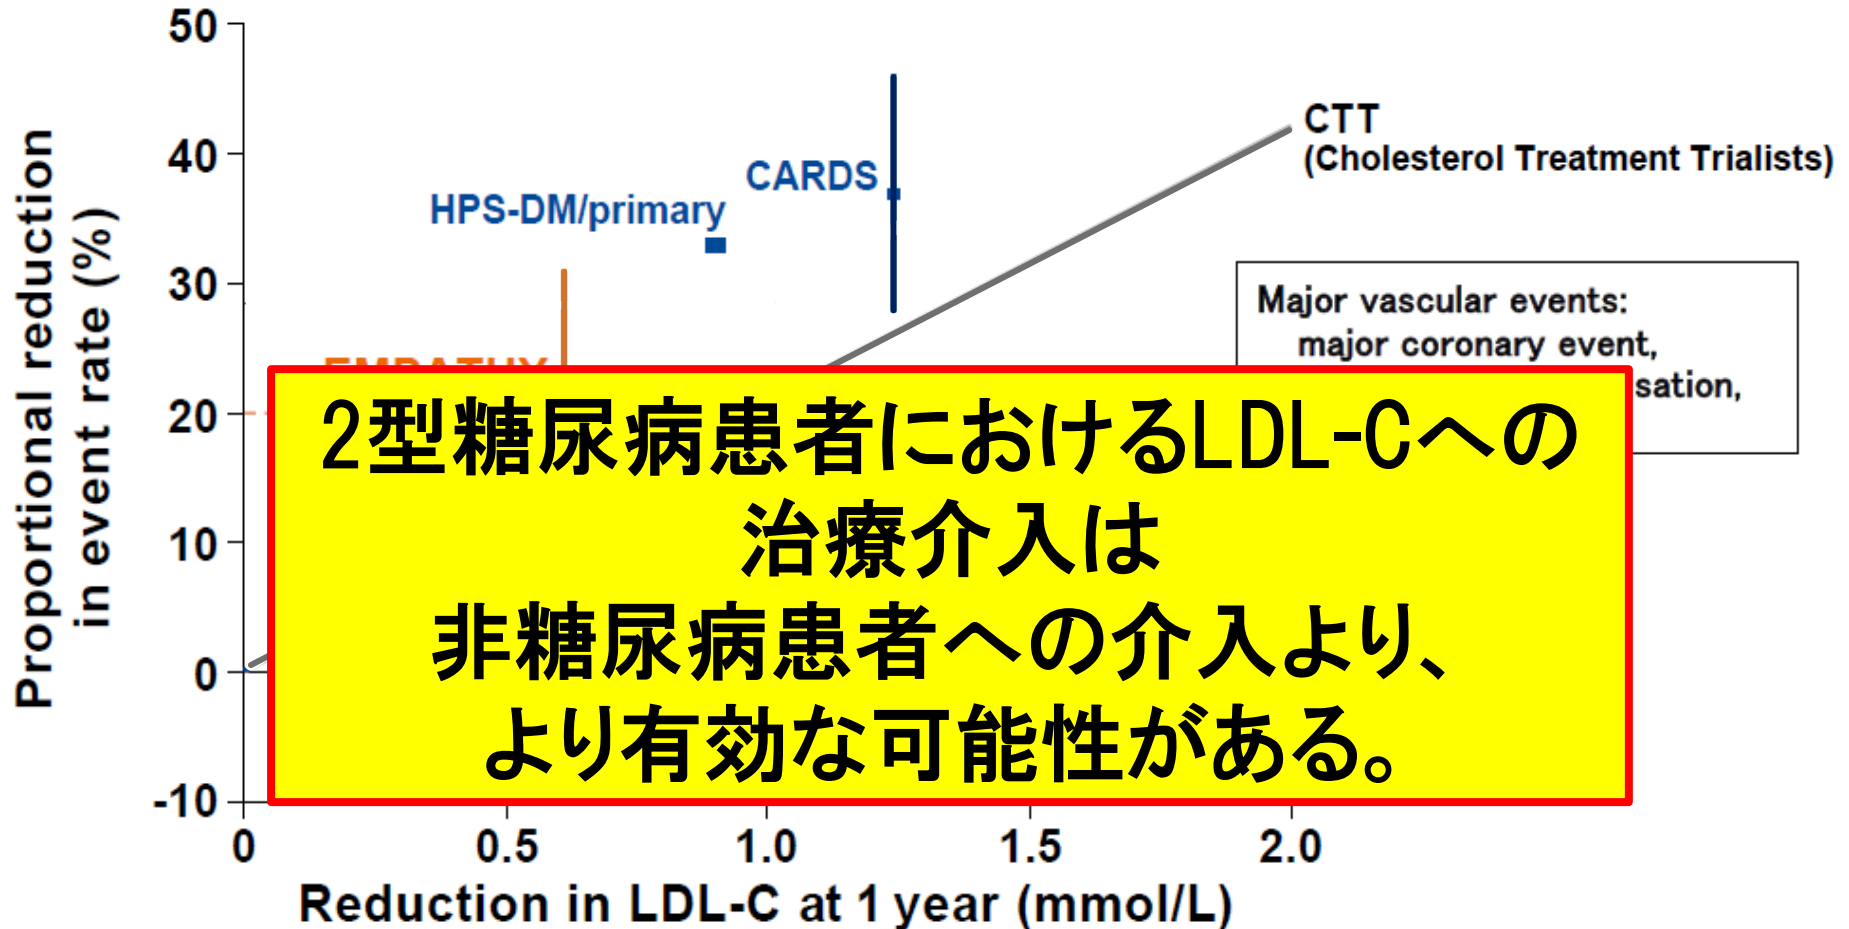 50
40
30
20
10
0
-10
Proportional reduction
in event rate (%)
CTT
(Cholesterol Treatment Trialists)
CARDS
HPS-DM/primary
Major vascular events:
major coronary event,
sation,
2型糖尿病患者におけるLDL-Cへの
治療介入は
非糖尿病患者への介入より、
より有効な可能性がある。
0
0.5
1.0
1.5
2.0
Reduction in LDL-C at 1 year (mmol/L)